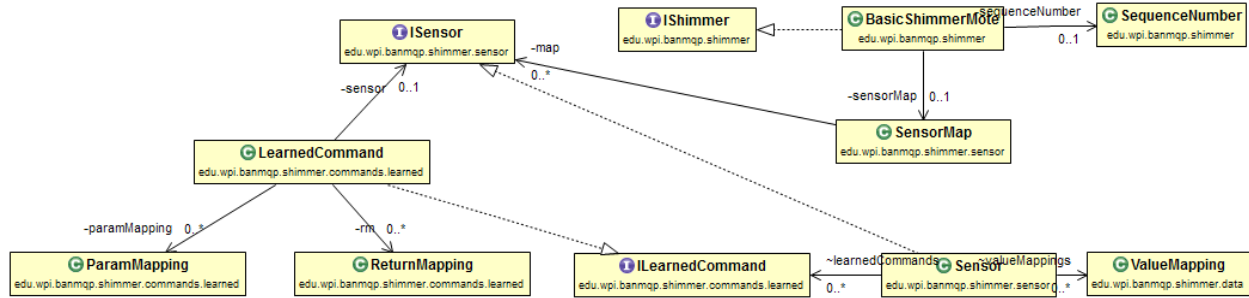 ISensor
edu.wpi.banmqp.shimmer.sensor
IShimmer
edu.wpi.banmqp.shimmer
BasicShimmerMote
edu.wpi.banmqp.shimmer
-sequenceNumber
0..1
SequenceNumber
edu.wpi.banmqp.shimmer
-map
0..*
-sensor
0..1
-sensorMap
0..1
SensorMap
edu.wpi.banmqp.shimmer.sensor
LearnedCommand
edu.wpi.banmqp.shimmer.commands.learned
-paramMapping
0..*
-rm
0..*
ParamMapping
edu.wpi.banmqp.shimmer.commands.learned
ReturnMapping
edu.wpi.banmqp.shimmer.commands.learned
ILearnedCommand
edu.wpi.banmqp.shimmer.commands.learned
~learnedCommands
0..*
Sensor
edu.wpi.banmqp.shimmer.sensor
~valueMappings
0..*
ValueMapping
edu.wpi.banmqp.shimmer.data